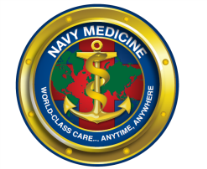 NAVY MEDICINE
WORLD-CLASS CARE... ANYTIME, ANYWHERE